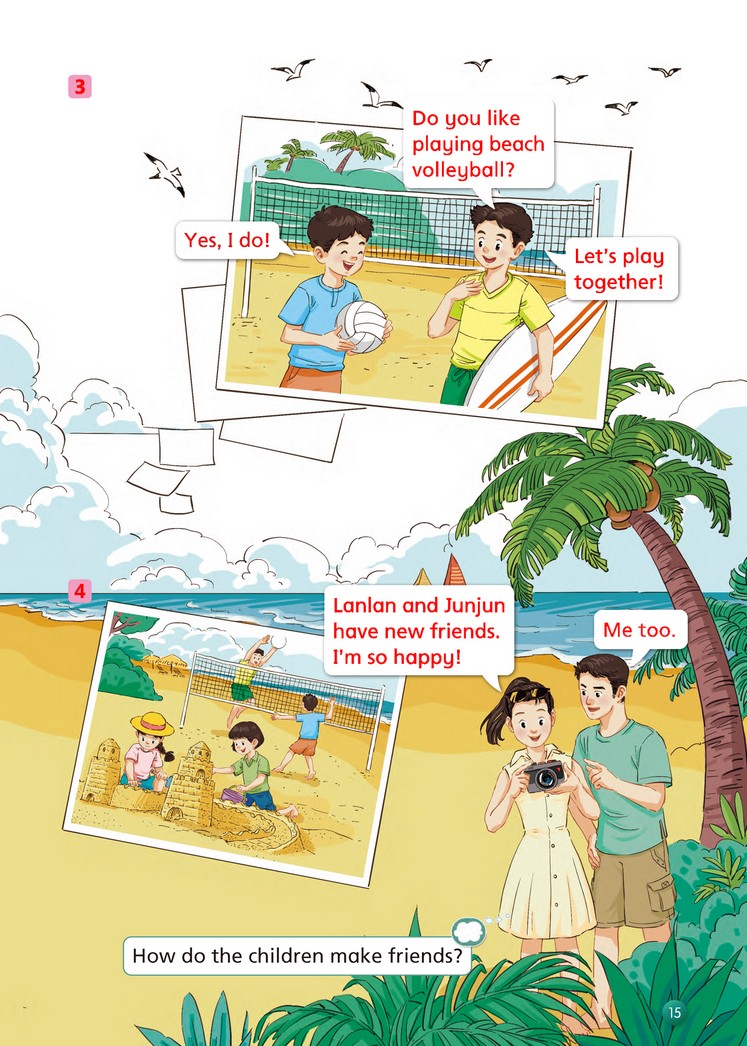 3
Do you like
playing beach
volleyball?
Yes, I do!
Let's play
together!
4
Lanlan and Junjun
have new friends.
I'm so happy!
Me too.
How do the children make friends?
15